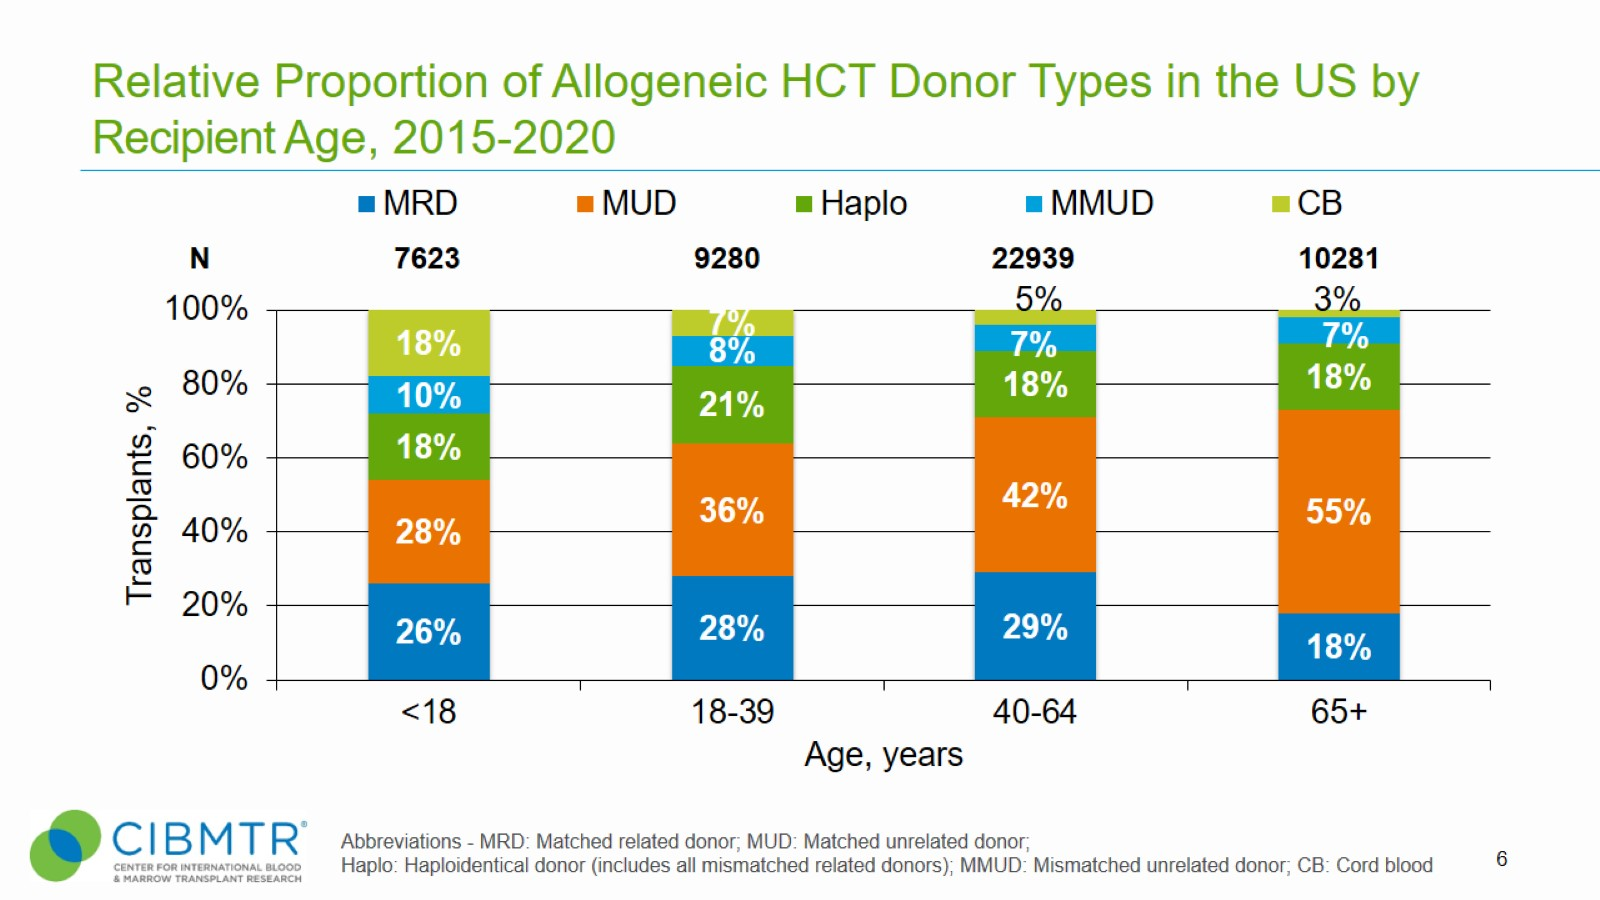 Relative Proportion of Allogeneic HCT Donor Types in the US by
Recipient Age, 2015-2020
MRD MUD Haplo MMUD CB
N 7623 9280 22939 10281
5% 3%
100%
80%
60%
40%
20%
0%
Transplants, %
18% 10% 18% 28% 26%
7% 8% 21% 36% 28%
7% 18% 42% 29%
7% 18% 55% 18%
<18 18-39 40-64 65+
Age, years
CIBMTR®
CENTER FOR INTERNATIONAL BLOOD
& MARROW TRANSPLANT RESEARCH
Abbreviations - MRD: Matched related donor; MUD: Matched unrelated donor;
Haplo: Haploidentical donor (includes all mismatched related donors); MMUD: Mismatched unrelated donor; CB: Cord blood
6